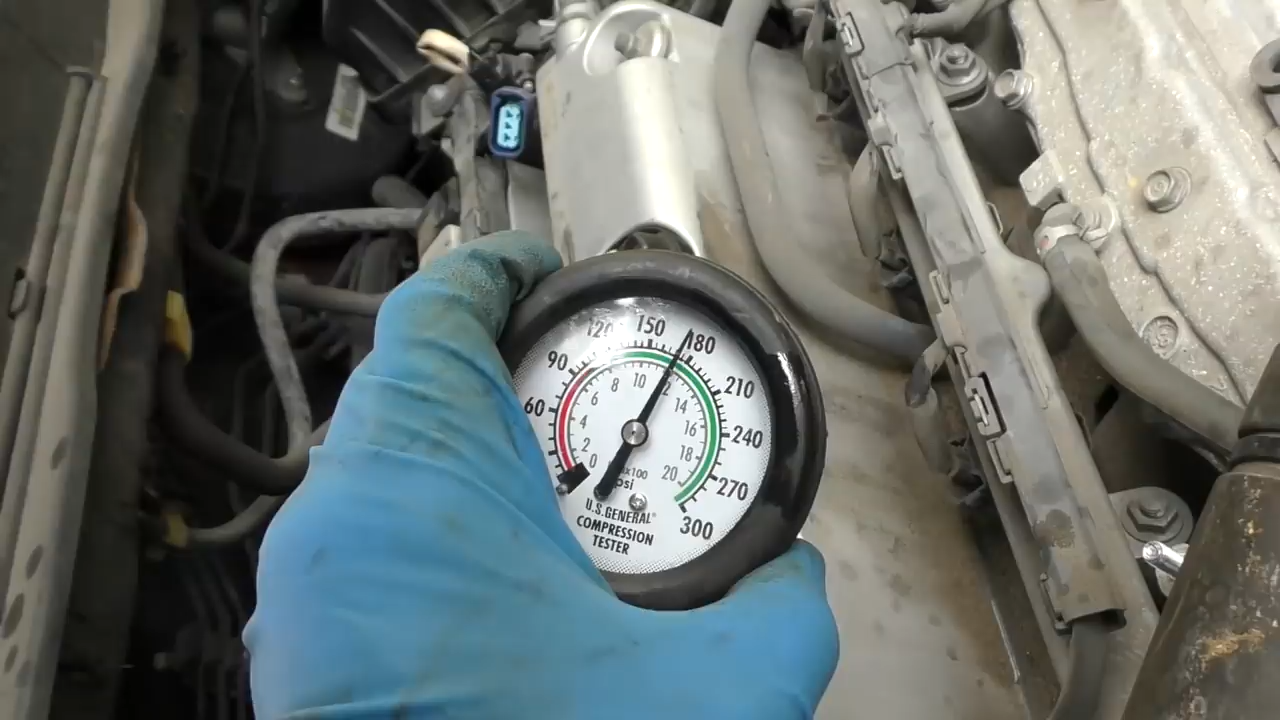 120 150 180
90 210
60 240
270
300
0 2 4 6 8 10 12 14 16 18 20
x100
psi
U.S.GENERAL®
COMPRESSION
TESTER